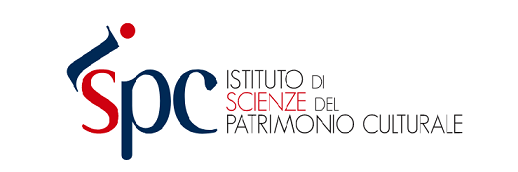 ispc
ISTITUTO DI
SCIENZE DEL
PATRIMONIO CULTURALE